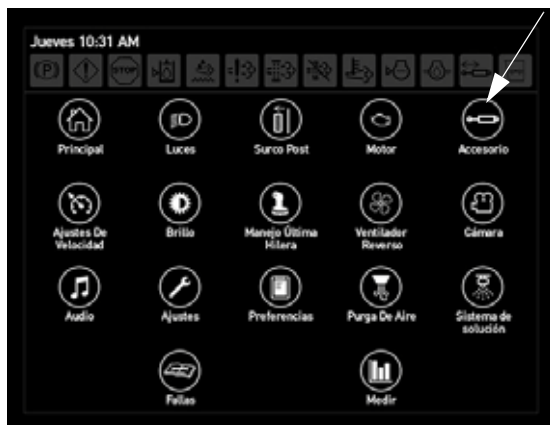 Jueves 10:31 AM
(P) STOP
Principal Luces Surco Post Motor Accesorio
Ajustes De Velocidad Brillo Manejo Última Hilera Ventilador Reverso Cámara
Audio Ajustes Preferencias Purga De Aire Sistema de solución
Fallas Medir